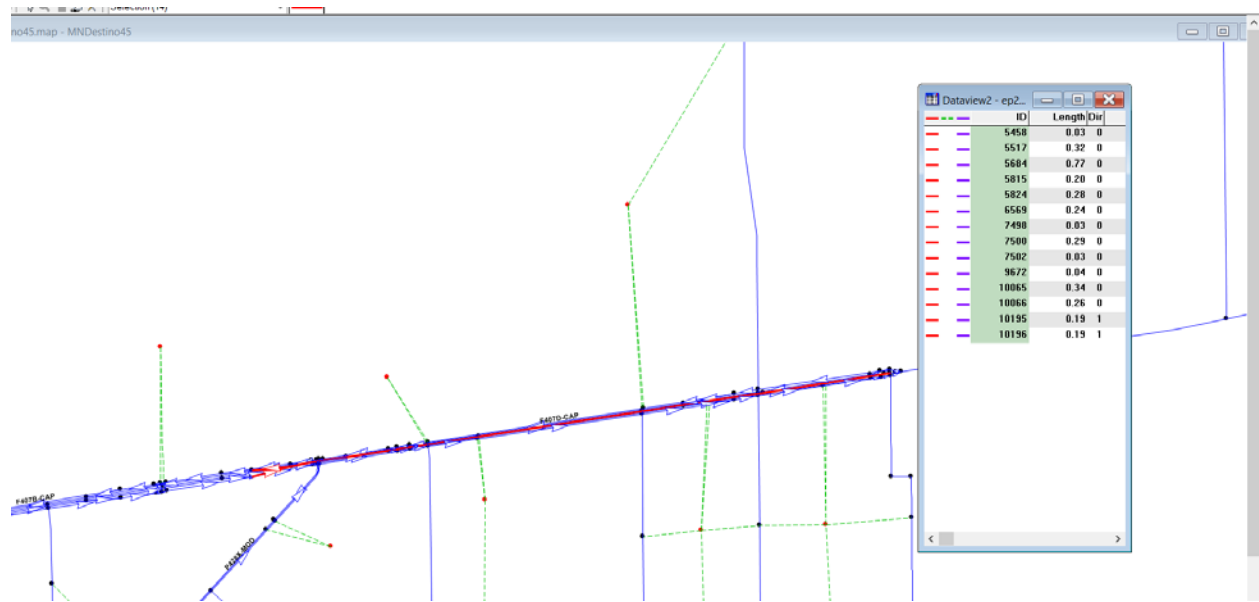 Selection (14)
no45.map - MNDestino45
Dataview2 - ep2...
ID Length Dir
5458 0.03 0
5517 0.32 0
5604 0.77 0
5815 0.20 0
5824 0.28 0
6569 0.24 0
7498 0.03 0
7500 0.29 0
7502 0.03 0
9672 0.04 0
10065 0.34 0
10066 0.26 0
10195 0.19 1
10196 0.19 1
F407D-CAP
F407B-CAP